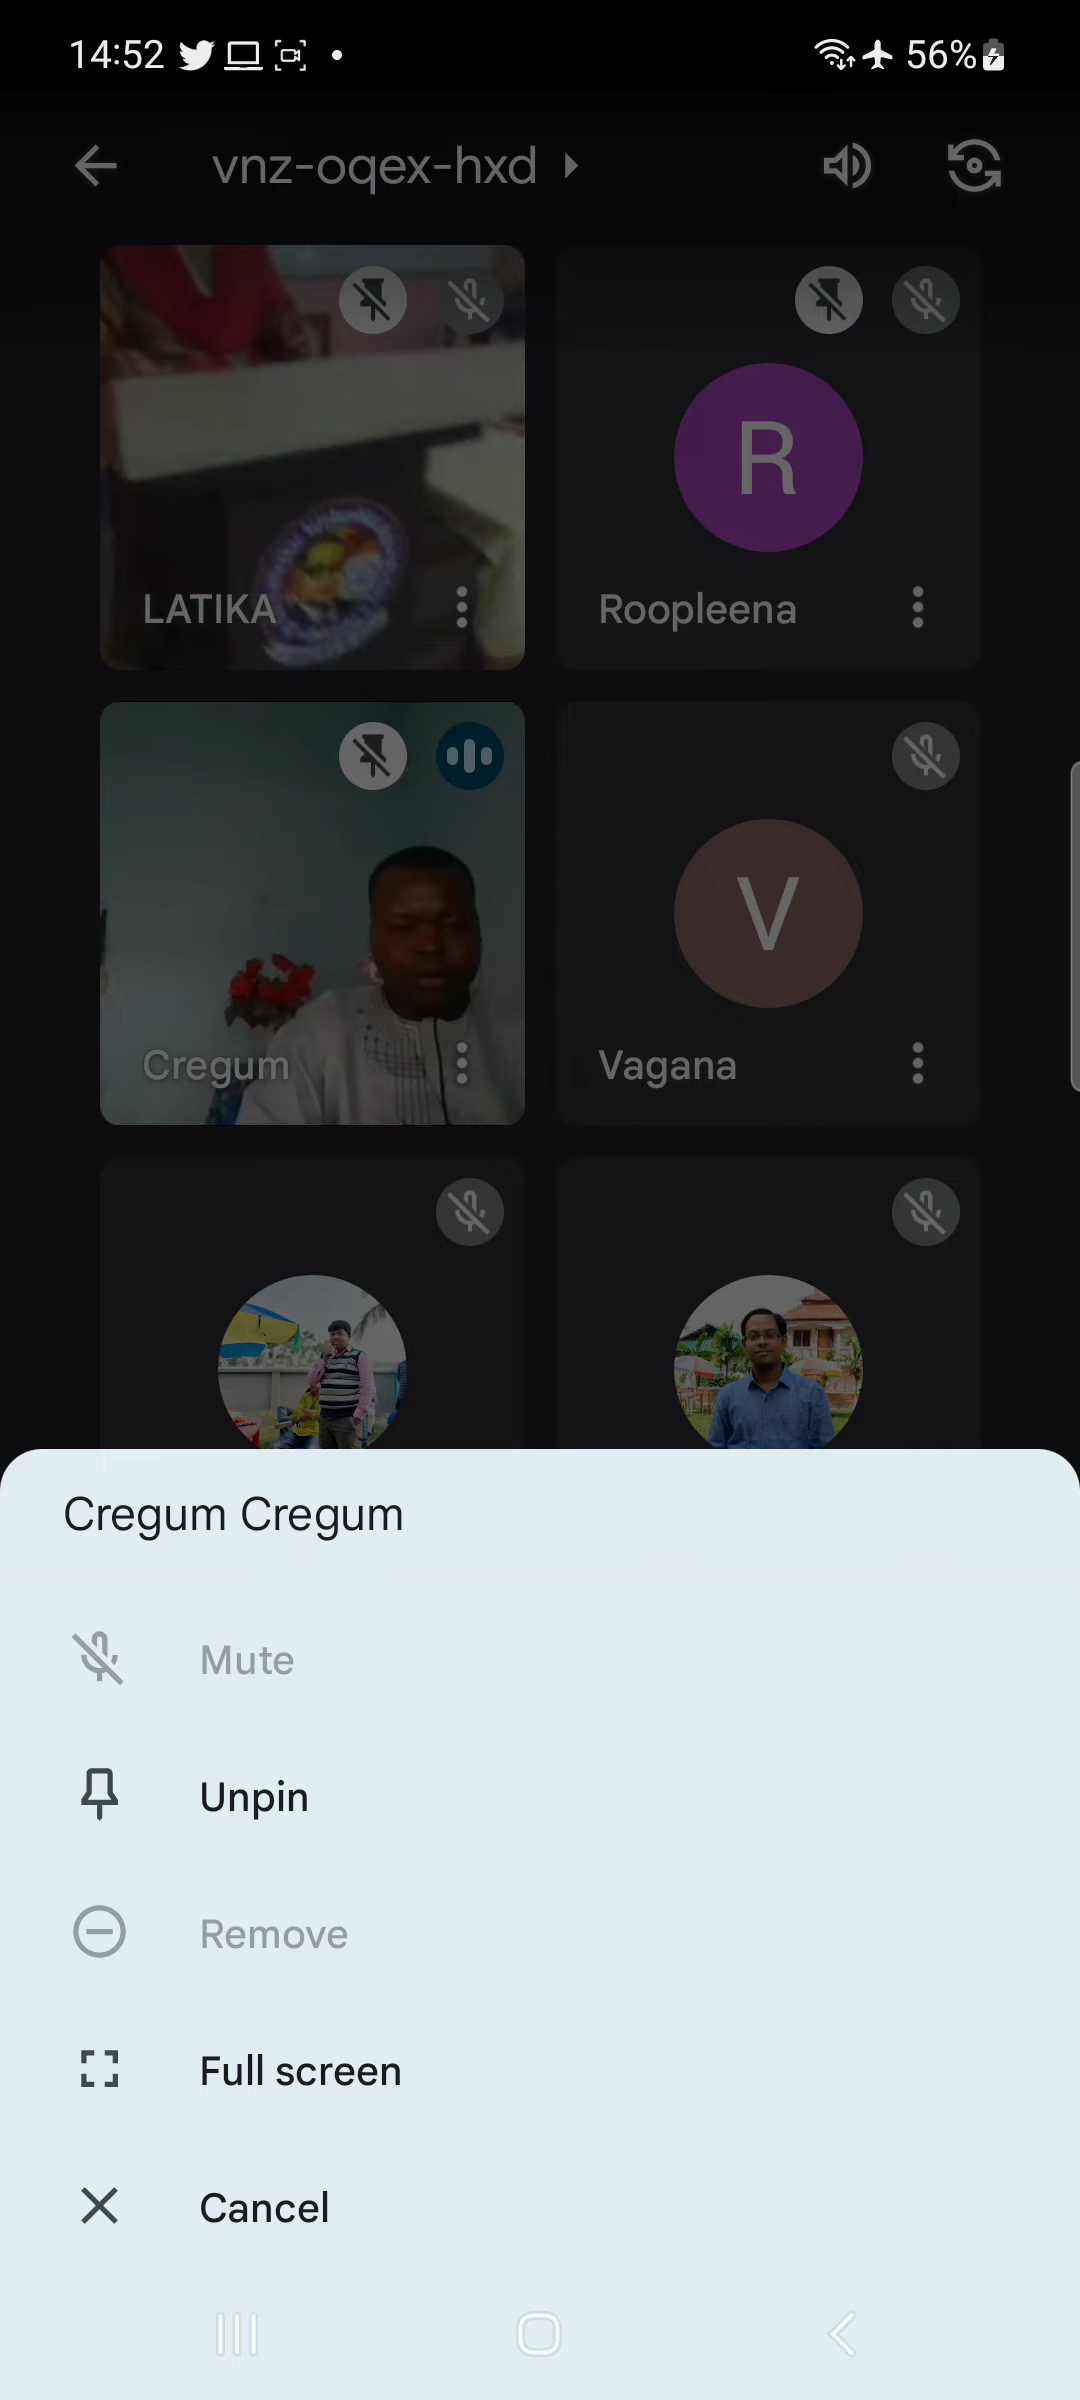 14:52
56%
vnz-oqex-hxd
LATIKA
R
Roopleena
Cregum
V
Vagana
Cregum Cregum
Mute
Unpin
Remove
Full screen
Cancel